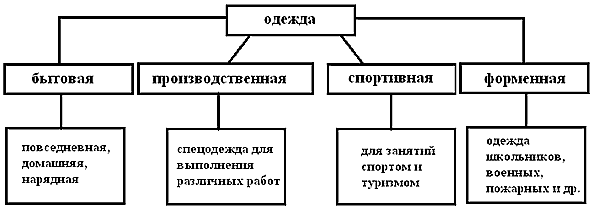 одежда
бытовая
производственная
спортивная
форменная
повседневная,
домашняя,
нарядная
спецодежда для
выполнения
различных работ
для занятий
спортом и
туризмом
одежда
школьников,
военных,
пожарных и др.